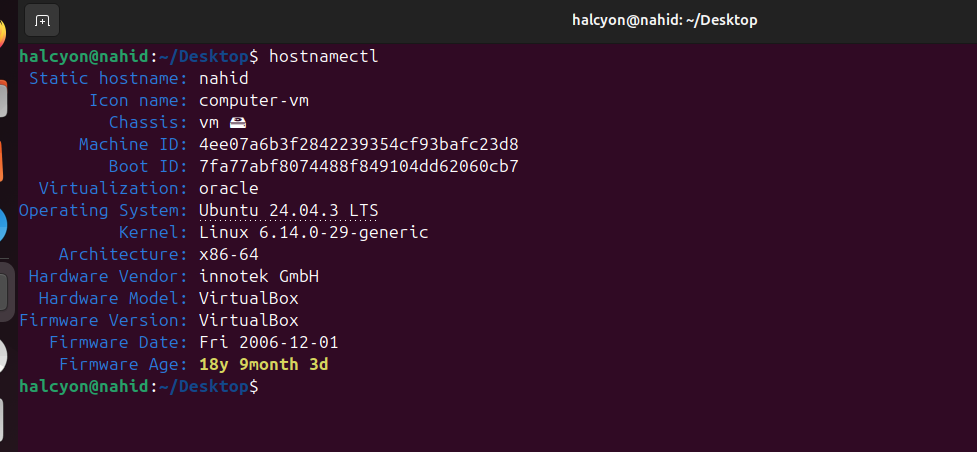 halcyon@nahid: ~/Desktop
halcyon@nahid:~/Desktop$ hostnamectl
Static hostname: nahid
Icon name: computer-vm
Chassis: vm 🖴
Machine ID: 4ee07a6b3f2842239354cf93bafc23d8
Boot ID: 7fa77abf8074488f849104dd62060cb7
Virtualization: oracle
Operating System: Ubuntu 24.04.3 LTS
Kernel: Linux 6.14.0-29-generic
Architecture: x86-64
Hardware Vendor: innotek GmbH
Hardware Model: VirtualBox
Firmware Version: VirtualBox
Firmware Date: Fri 2006-12-01
Firmware Age: 18y 9month 3d
halcyon@nahid:~/Desktop$